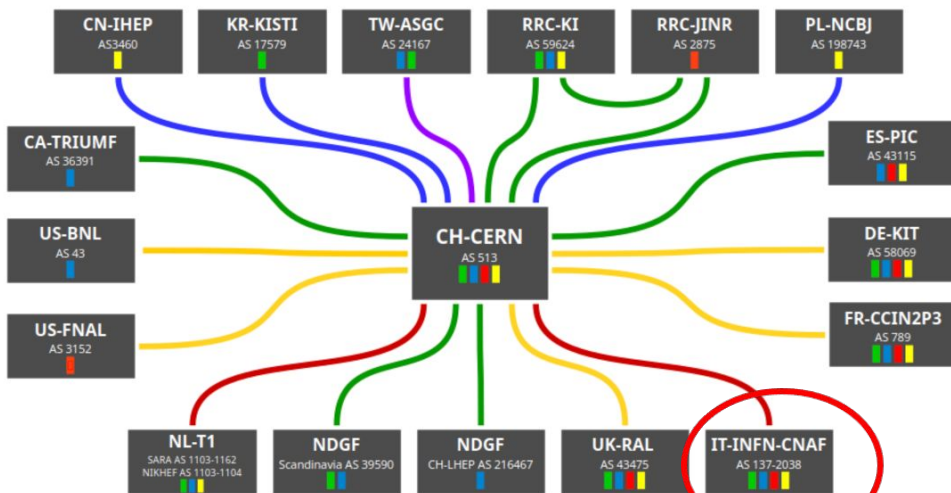 CN-IHEP
AS3460
KR-KISTI
AS 17579
TW-ASGC
AS 24167
RRC-KI
AS 59624
RRC-JINR
AS 2875
PL-NCBJ
AS 198743
CA-TRIUMF
AS 36391
ES-PIC
AS 43115
US-BNL
AS 43
CH-CERN
AS 513
DE-KIT
AS 58069
US-FNAL
AS 3152
FR-CCIN2P3
AS 789
NL-T1
SARA AS 1103-1162
NIKHEF AS 1103-1104
NDGF
Scandinavia AS 39590
NDGF
CH-LHEP AS 216467
UK-RAL
AS 43475
IT-INFN-CNAF
AS 137-2038